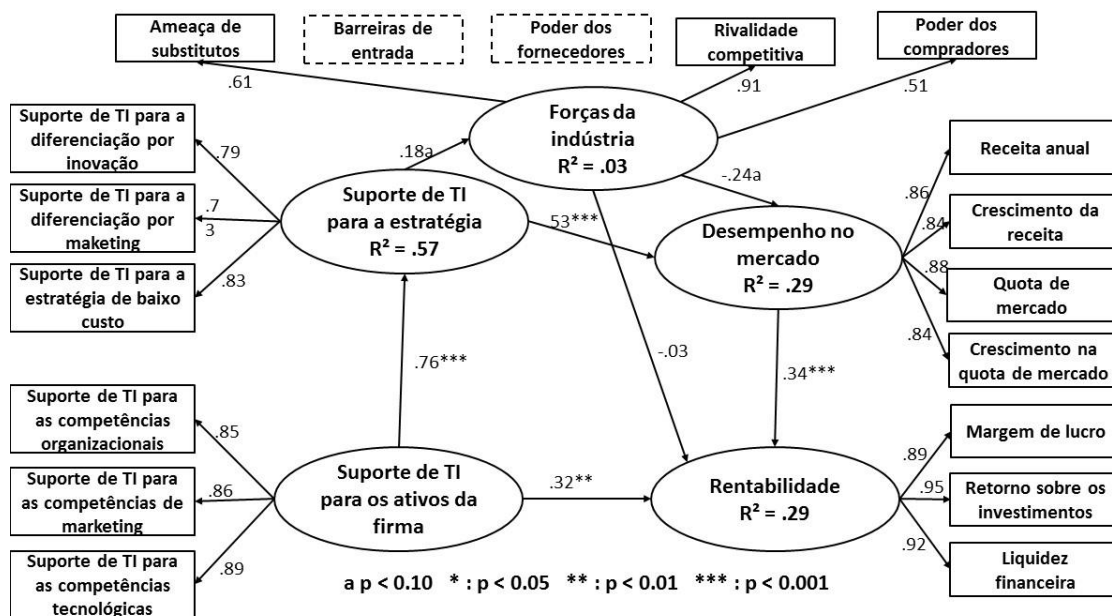 Ameaça de
substitutos
Barreiras de
entrada
Poder dos
fornecedores
Rivalidade
competitiva
Poder dos
compradores
.61
.91
.51
Forças da
indústria
R² = .03
Suporte de TI para a
diferenciação por
inovação
.79
Suporte de TI para a
diferenciação por
maketing
.7
3
Suporte de TI para a
estratégia de baixo
custo
.83
.18a
Suporte de TI
para a estratégia
R² = .57
-.24a
.53***
Desempenho no
mercado
R² = .29
Receita anual
.86
Crescimento da
receita
.84
Quota de
mercado
.88
Crescimento na
quota de mercado
.84
.76***
-.03
.34***
Suporte de TI para
as competências
organizacionais
.85
Suporte de TI para
as competências de
marketing
.86
Suporte de TI para
as competências
tecnológicas
.89
Suporte de TI
para os ativos da
firma
.32**
Rentabilidade
R² = .29
Margem de lucro
.89
Retorno sobre os
investimentos
.95
Liquidez
financeira
.92
a p < 0.10 * : p < 0.05 ** : p < 0.01 *** : p < 0.001